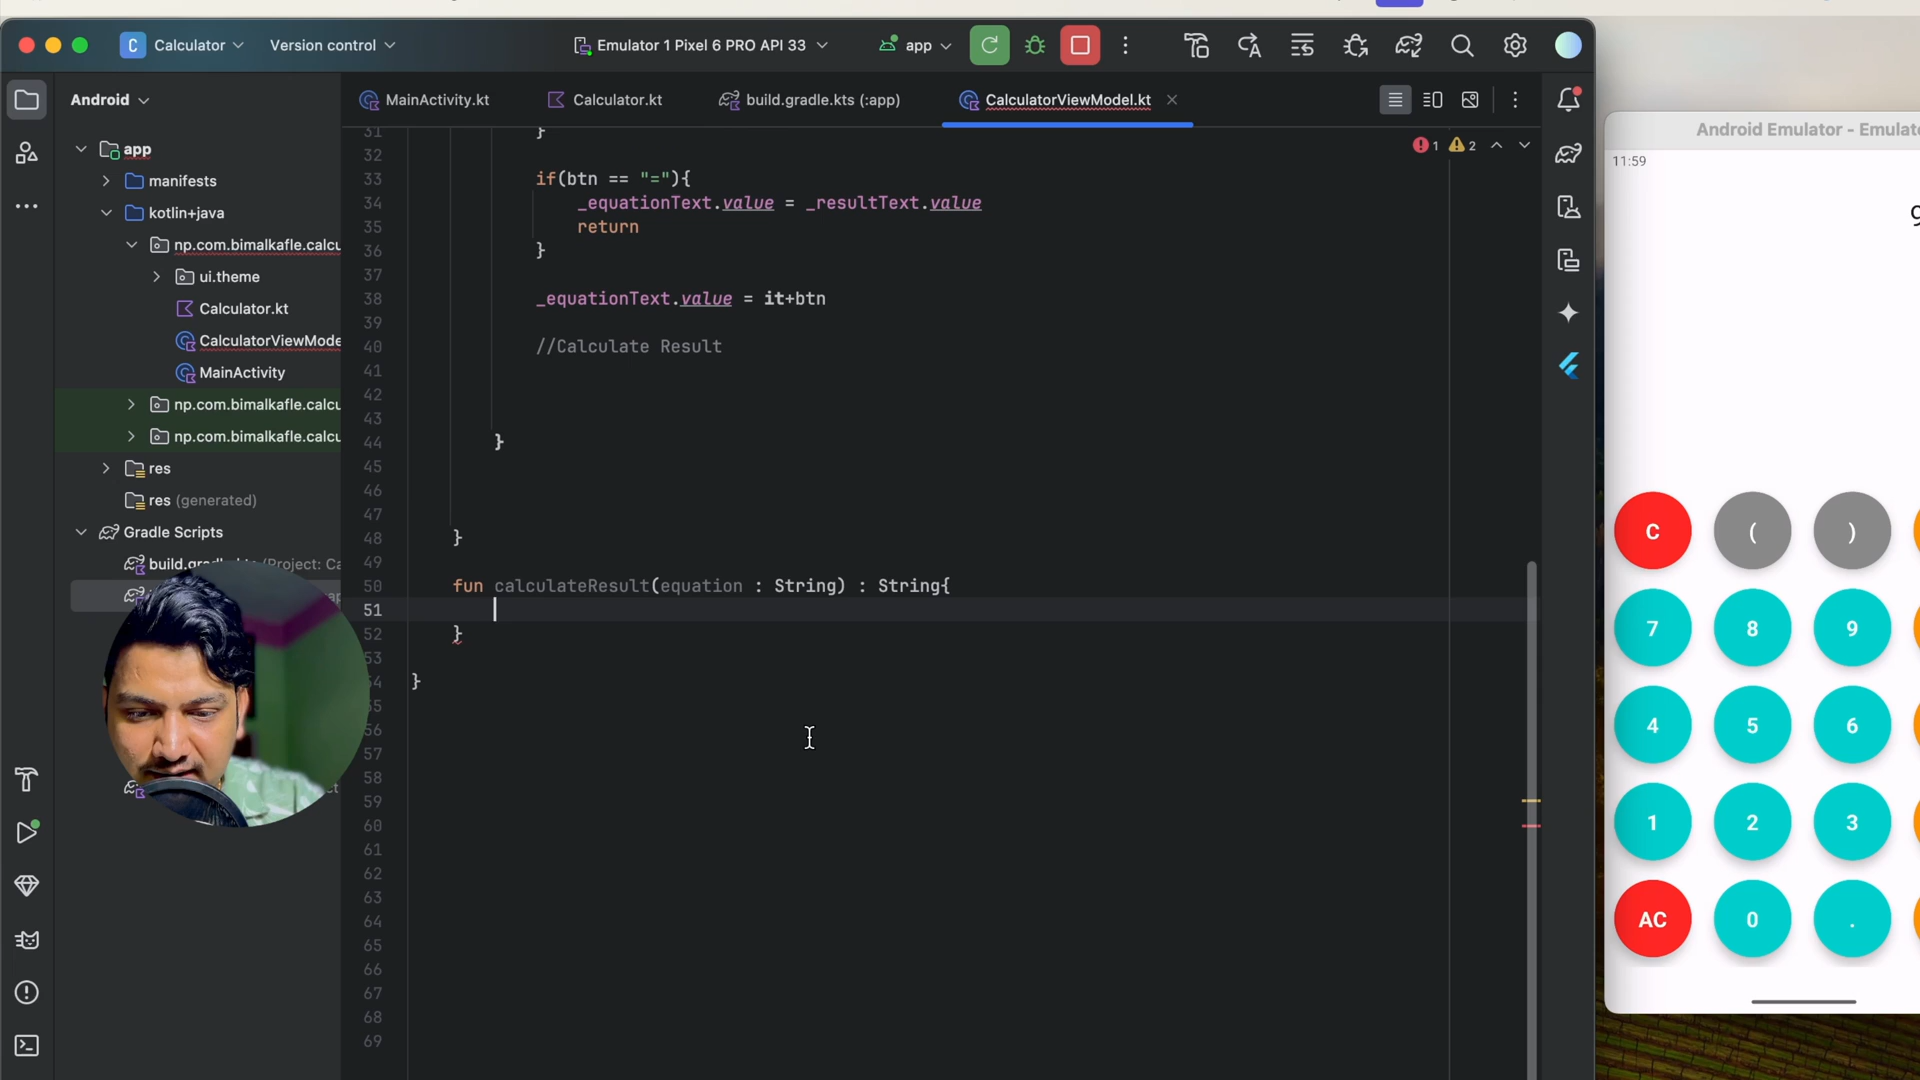 Calculator
Version control
Emulator 1 Pixel 6 PRO API 33
app
Android
MainActivity.kt
Calculator.kt
build.gradle.kts (:app)
CalculatorViewModel.kt
1
2
Android Emulator - Emulato
11:59
app
manifests
kotlin+java
np.com.bimalkafle.calcu
ui.theme
Calculator.kt
CalculatorViewMode
MainActivity
np.com.bimalkafle.calcu
np.com.bimalkafle.calcu
res
res (generated)
Gradle Scripts
31 }
32
33 if(btn == "="){
34 _equationText.value = _resultText.value
35 return
36 }
37
38 _equationText.value = it+btn
39
40 //Calculate Result
41
42
43
44 }
45
46
47
48 }
49
50 fun calculateResult(equation : String) : String{
51
52 }
53
54 }
55
56
57
58
59
60
61
62
63
64
65
66
67
68
69
C ( )
7 8 9
4 5 6
1 2 3
AC 0 .